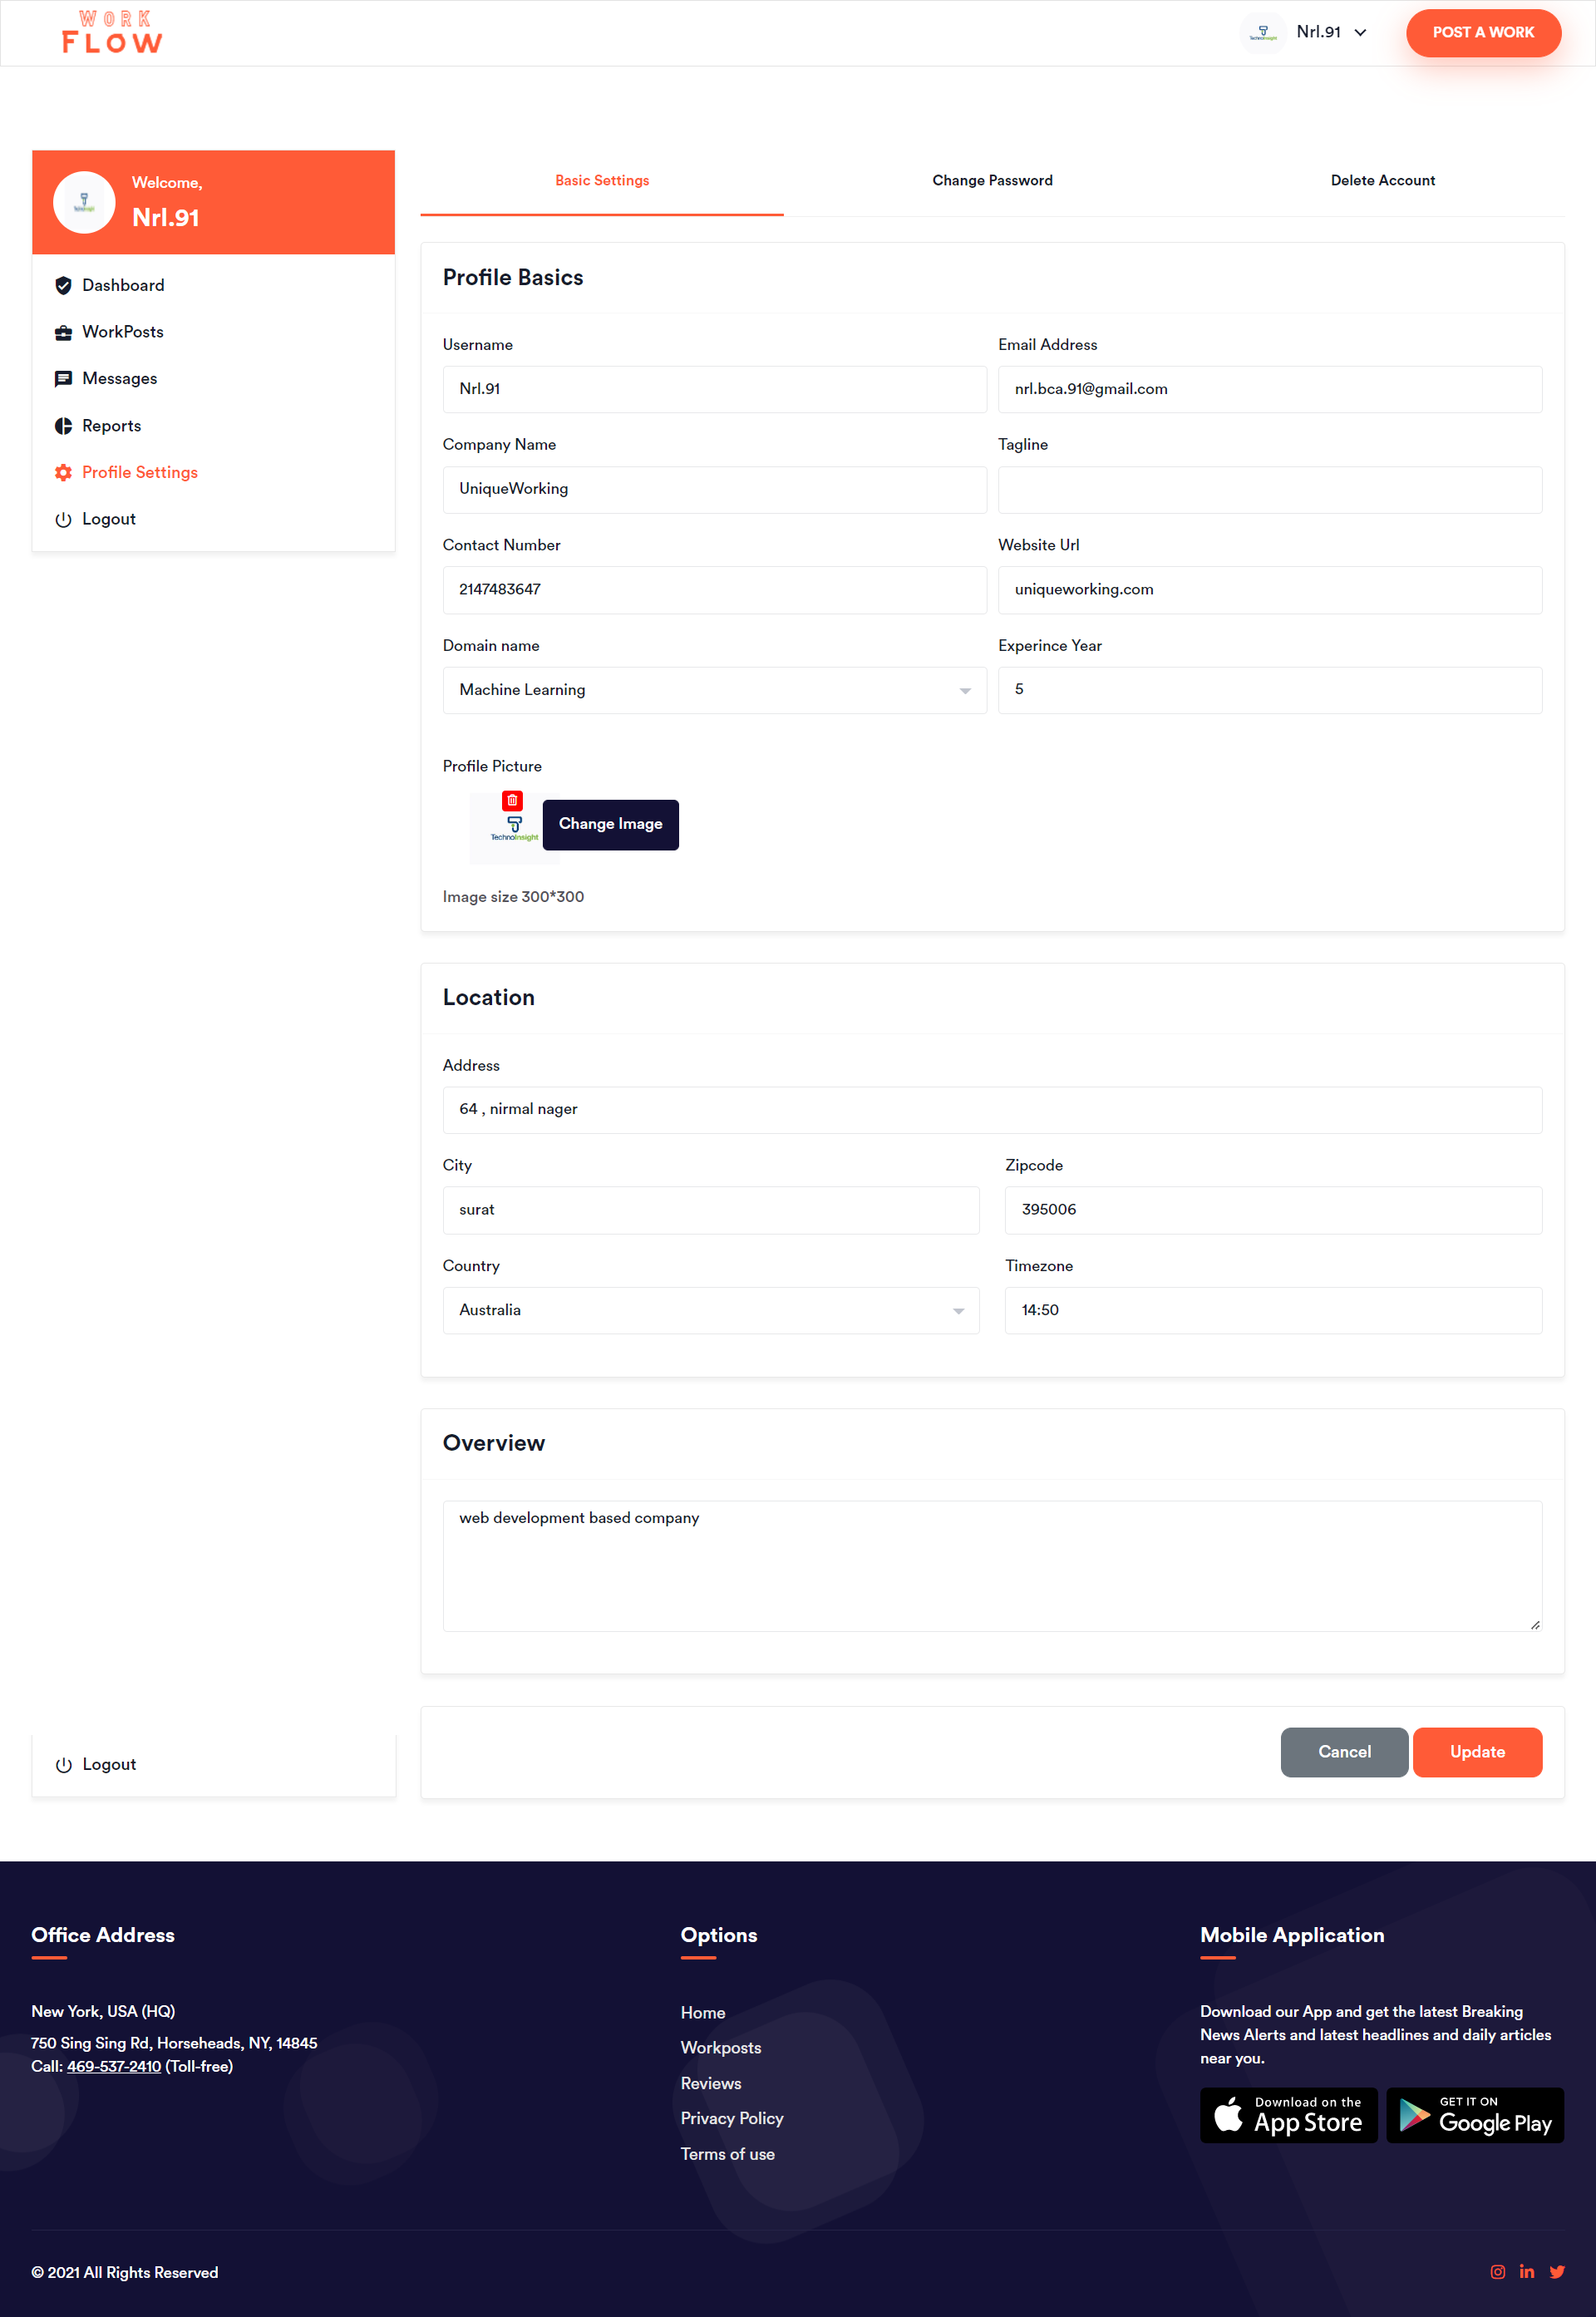 WORK
FLOW
TechnoInsight
Nrl.91
POST A WORK
TechnoInsight
Welcome,
Nrl.91
Dashboard
WorkPosts
Messages
Reports
Profile Settings
Logout
Basic Settings
Change Password
Delete Account
Profile Basics
Username
Email Address
Nrl.91
nrl.bca.91@gmail.com
Company Name
Tagline
UniqueWorking
Contact Number
Website Url
2147483647
uniqueworking.com
Domain name
Experince Year
Machine Learning
5
Profile Picture
TechnoInsight
Change Image
Image size 300*300
Location
Address
64 , nirmal nager
City
Zipcode
surat
395006
Country
Timezone
Australia
14:50
Overview
web development based company
Logout
Cancel
Update
Office Address
New York, USA (HQ)
750 Sing Sing Rd, Horseheads, NY, 14845
Call: 469-537-2410 (Toll-free)
Options
Home
Workposts
Reviews
Privacy Policy
Terms of use
Mobile Application
Download our App and get the latest Breaking
News Alerts and latest headlines and daily articles
near you.
Download on the
App Store
GET IT ON
Google Play
© 2021 All Rights Reserved